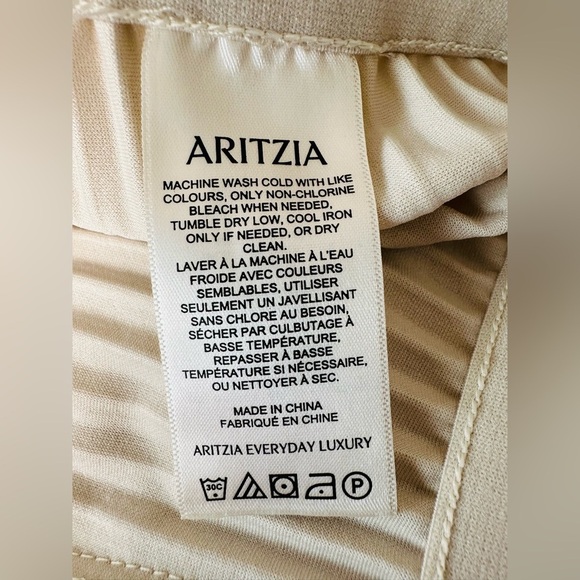 ARITZIA
MACHINE WASH COLD WITH LIKE
COLOURS, ONLY NON-CHLORINE
BLEACH WHEN NEEDED,
TUMBLE DRY LOW, COOL IRON
ONLY IF NEEDED, OR DRY
CLEAN.
LAVER À LA MACHINE À L'EAU
FROIDE AVEC COULEURS
SEMBLABLES, UTILISER
SEULEMENT UN JAVELLISANT
SANS CHLORE AU BESOIN,
SÉCHER PAR CULBUTAGE À
BASSE TEMPÉRATURE,
REPASSER À BASSE
TEMPÉRATURE SI NÉCESSAIRE,
OU NETTOYER À SEC.
MADE IN CHINA
FABRIQUÉ EN CHINE
ARITZIA EVERYDAY LUXURY
30C P